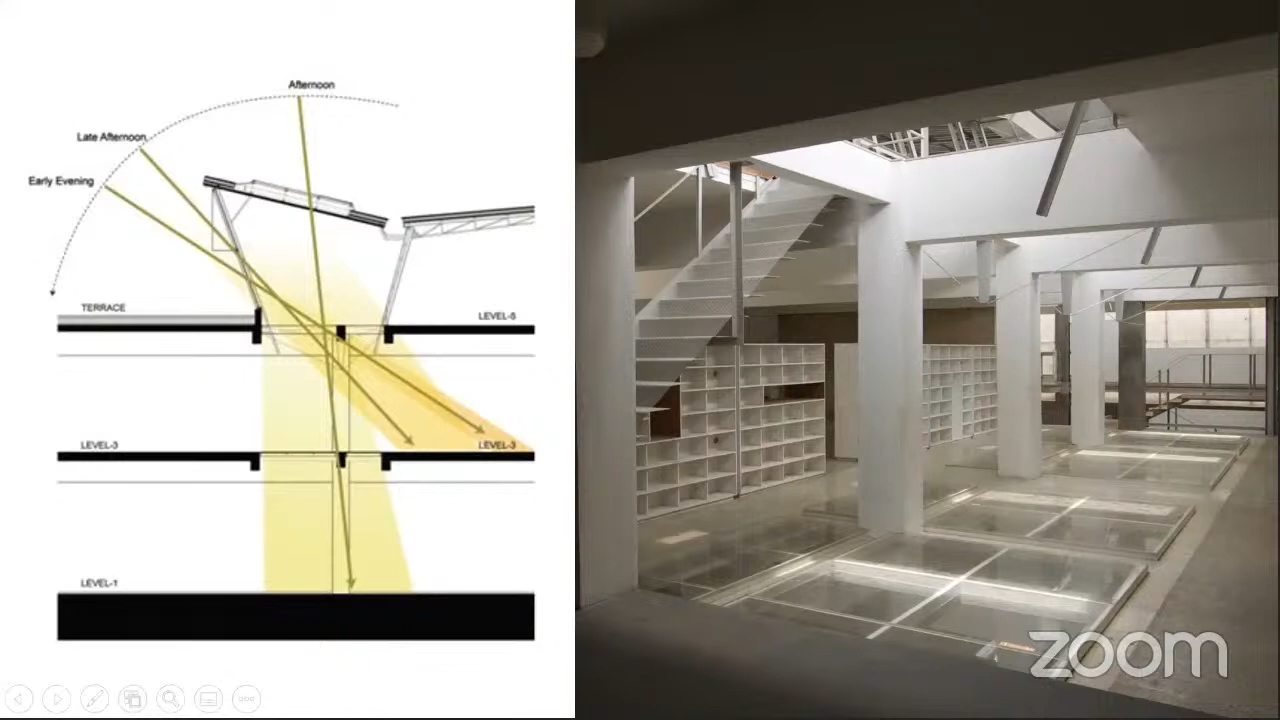 Afternoon
Late Afternoon
Early Evening
TERRACE
LEVEL-5
LEVEL-3
LEVEL-3
LEVEL-1
zoom